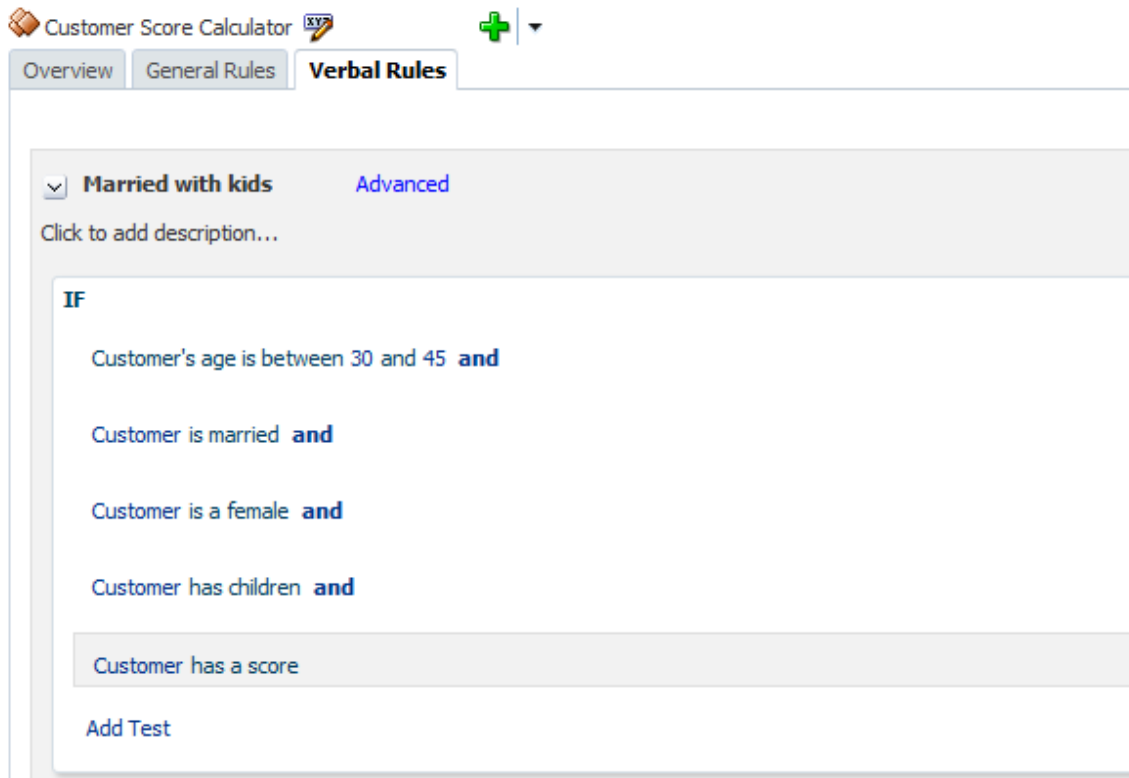 Customer Score Calculator
Overview General Rules Verbal Rules
Married with kids Advanced
Click to add description...
IF
Customer's age is between 30 and 45 and
Customer is married and
Customer is a female and
Customer has children and
Customer has a score
Add Test